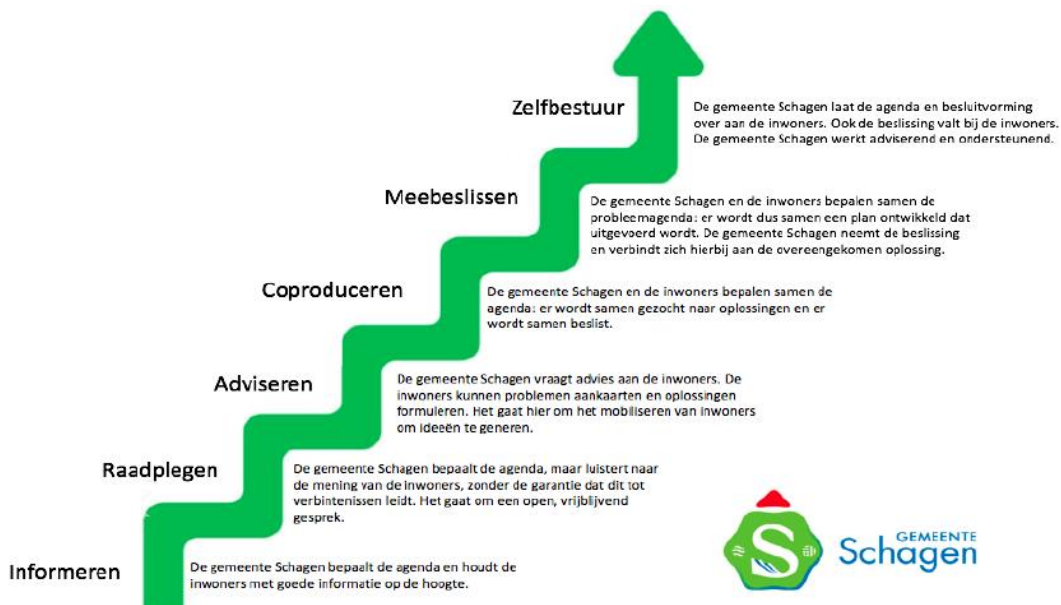 Zelfbestuur
De gemeente Schagen laat de agenda en besluitvorming
over aan de inwoners. Ook de beslissing valt bij de inwoners.
De gemeente Schagen werkt adviserend en ondersteunend.
Meebeslissen
De gemeente Schagen en de inwoners bepalen samen de
probleemagenda: er wordt dus samen een plan ontwikkeld dat
uitgevoerd wordt. De gemeente Schagen neemt de beslissing
en verbindt zich hierbij aan de overeengekomen oplossing.
Coproduceren
De gemeente Schagen en de inwoners bepalen samen de
agenda: er wordt samen gezocht naar oplossingen en er
wordt samen beslist.
Adviseren
De gemeente Schagen vraagt advies aan de inwoners. De
inwoners kunnen problemen aankaarten en oplossingen
formuleren. Het gaat hier om het mobiliseren van inwoners
om ideeën te generen.
Raadplegen
De gemeente Schagen bepaalt de agenda, maar luistert naar
de mening van de inwoners, zonder de garantie dat dit tot
verbintenissen leidt. Het gaat om een open, vrijblijvend
gesprek.
Informeren
De gemeente Schagen bepaalt de agenda en houdt de
inwoners met goede informatie op de hoogte.
S
GEMEENTE
Schagen